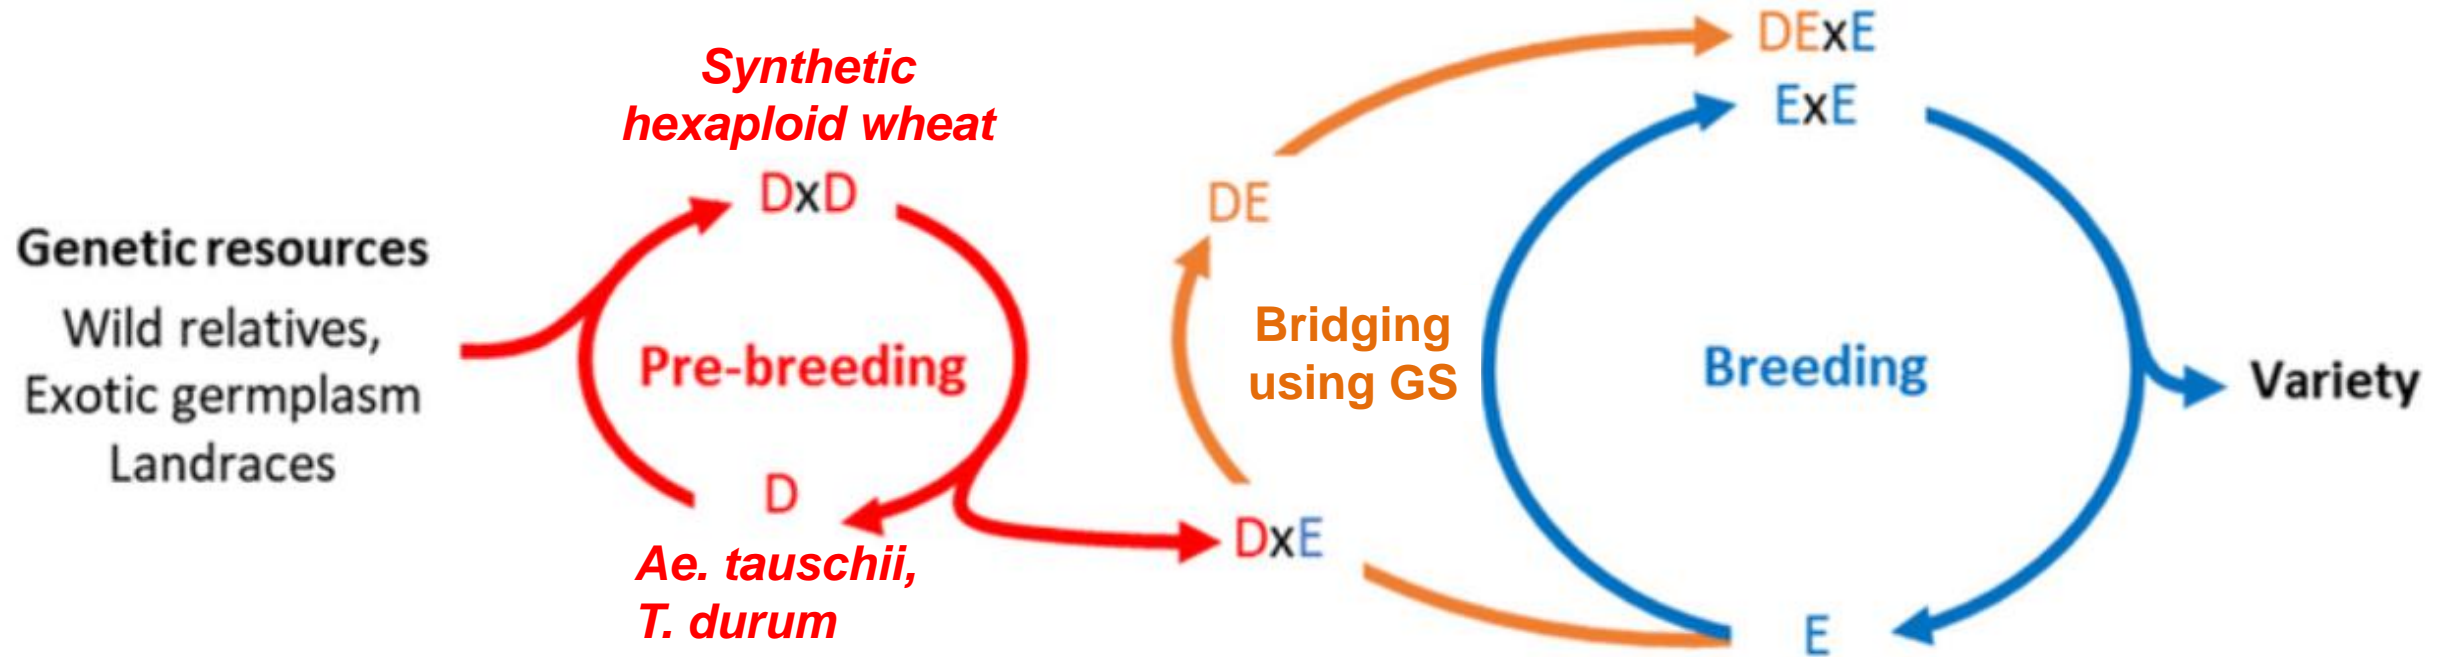 Genetic resources
Wild relatives,
Exotic germplasm
Landraces
Synthetic
hexaploid wheat
DxD
Pre-breeding
D
Ae. tauschii,
T. durum
DE
Bridging
using GS
DxE
DExE
ExE
Breeding
E
Variety